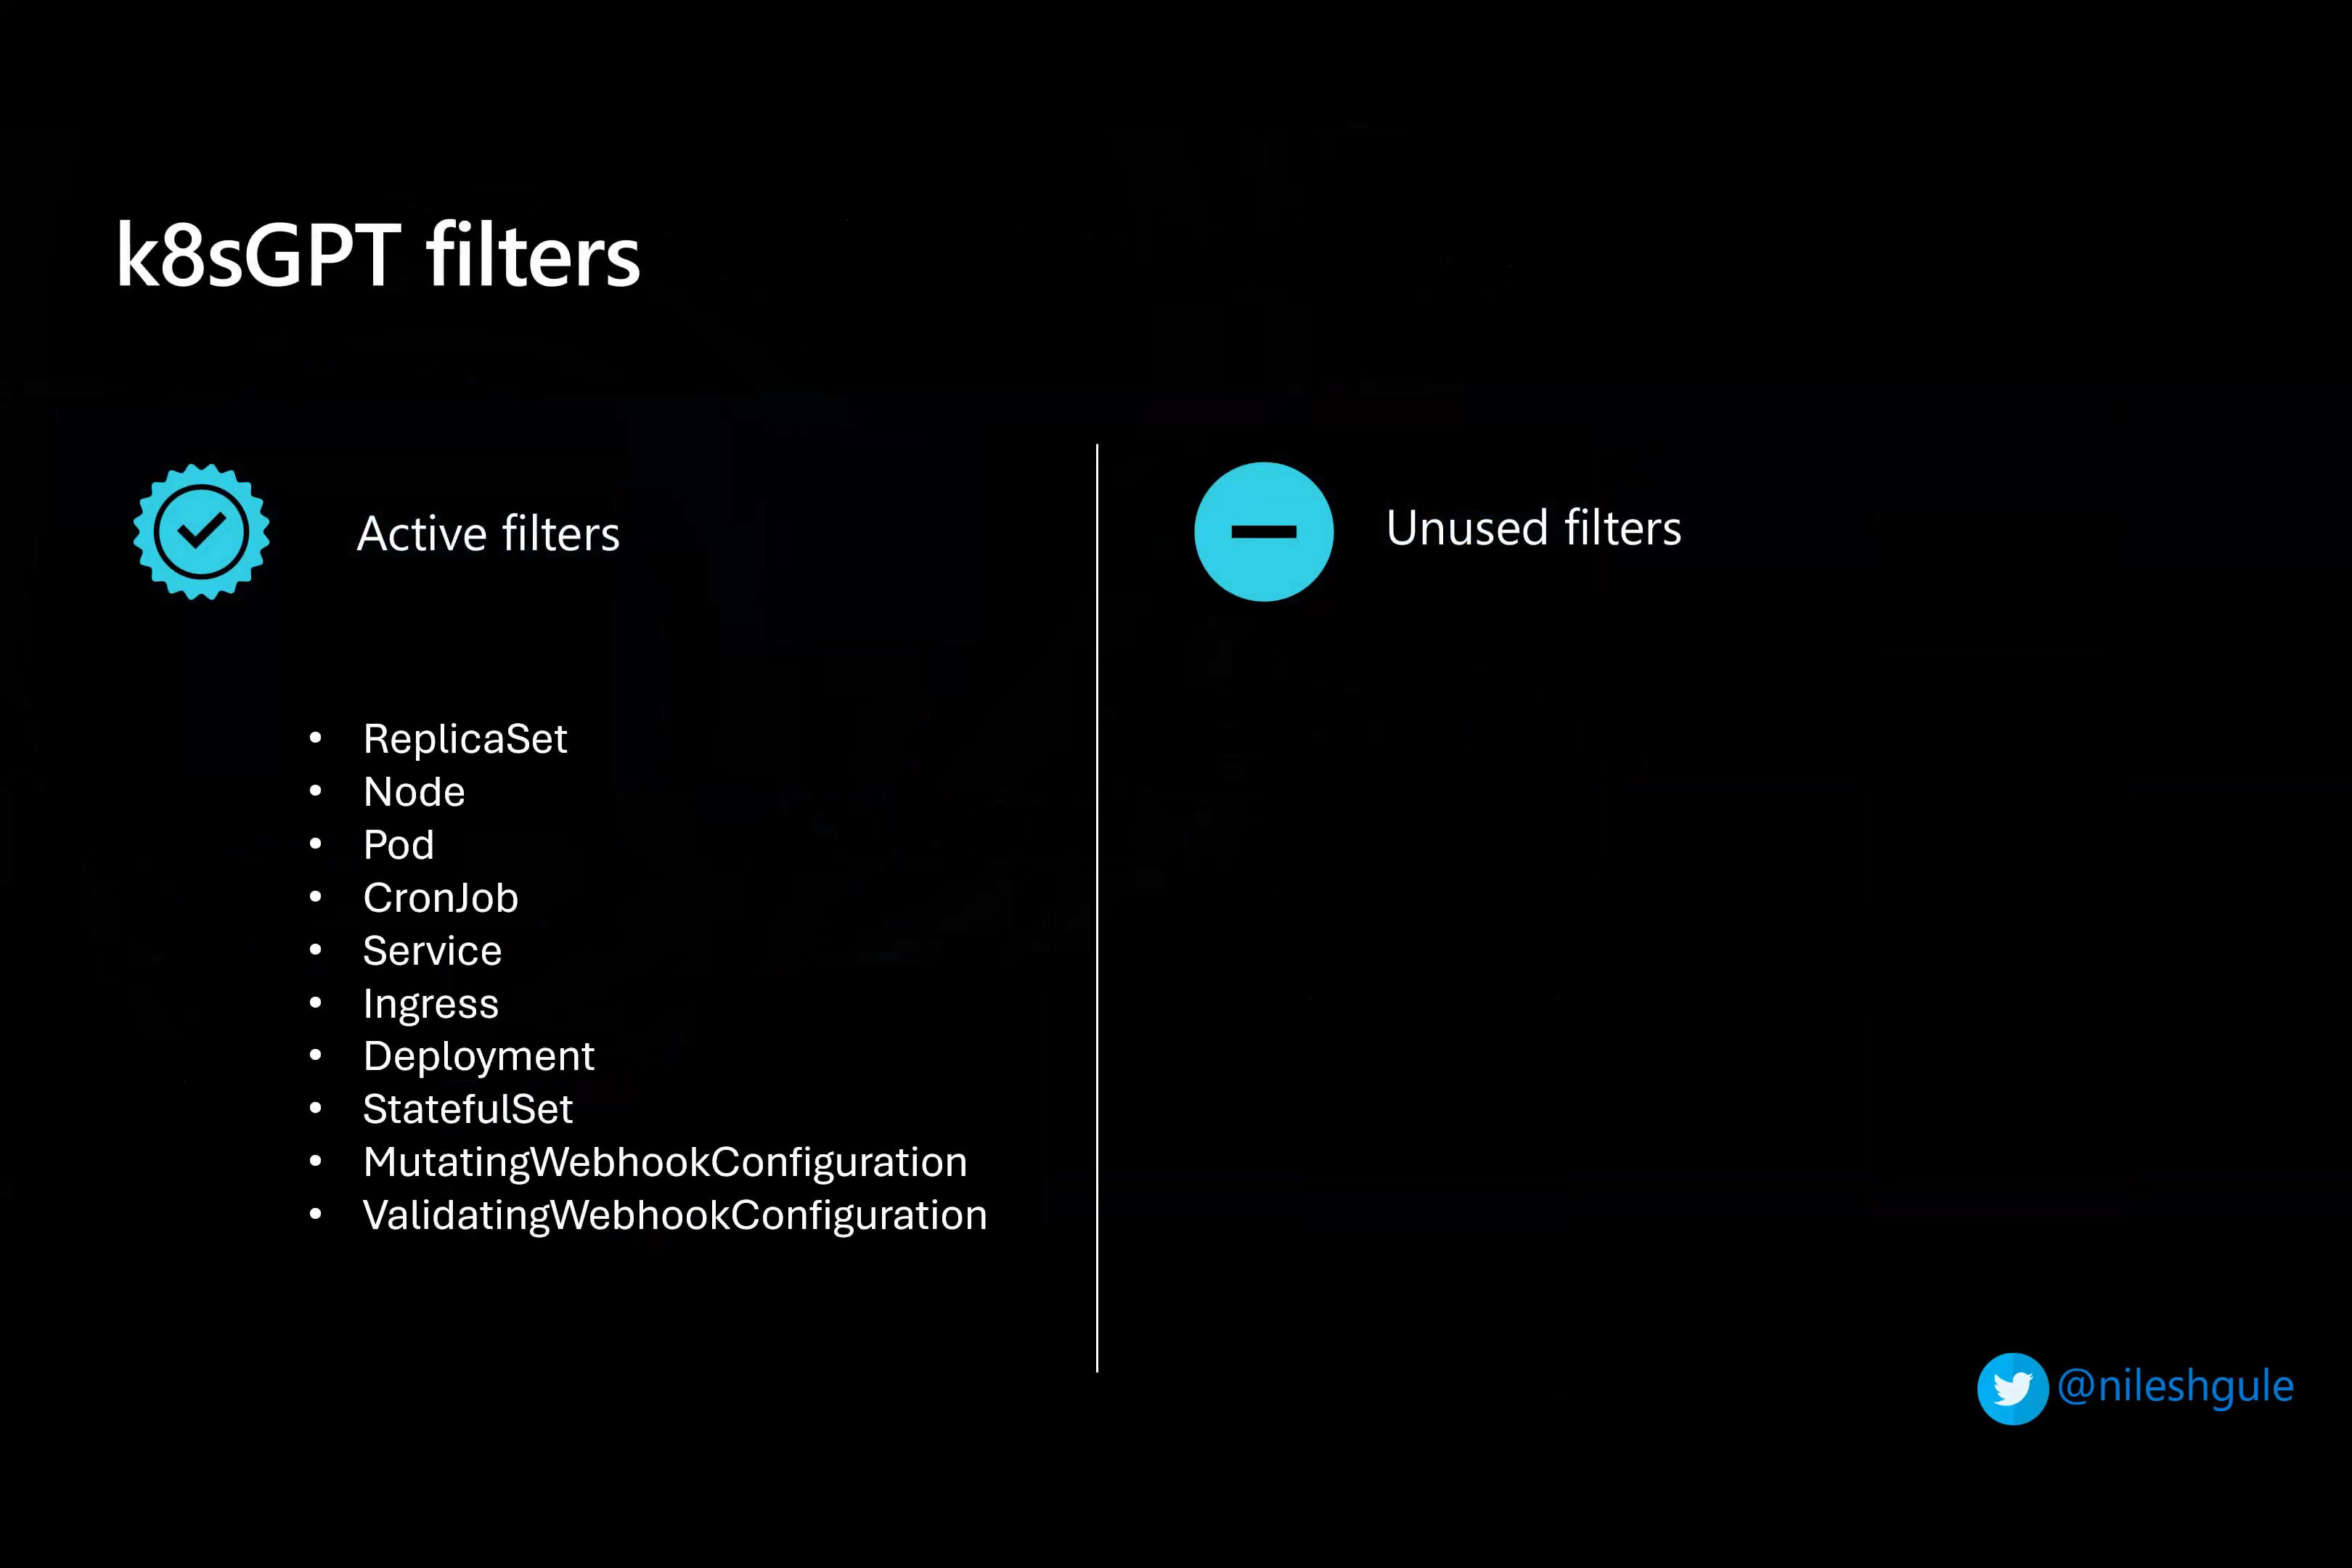 k8sGPT filters
Active filters
• ReplicaSet
• Node
• Pod
• CronJob
• Service
• Ingress
• Deployment
• StatefulSet
• MutatingWebhookConfiguration
• ValidatingWebhookConfiguration
Unused filters
@nileshgule